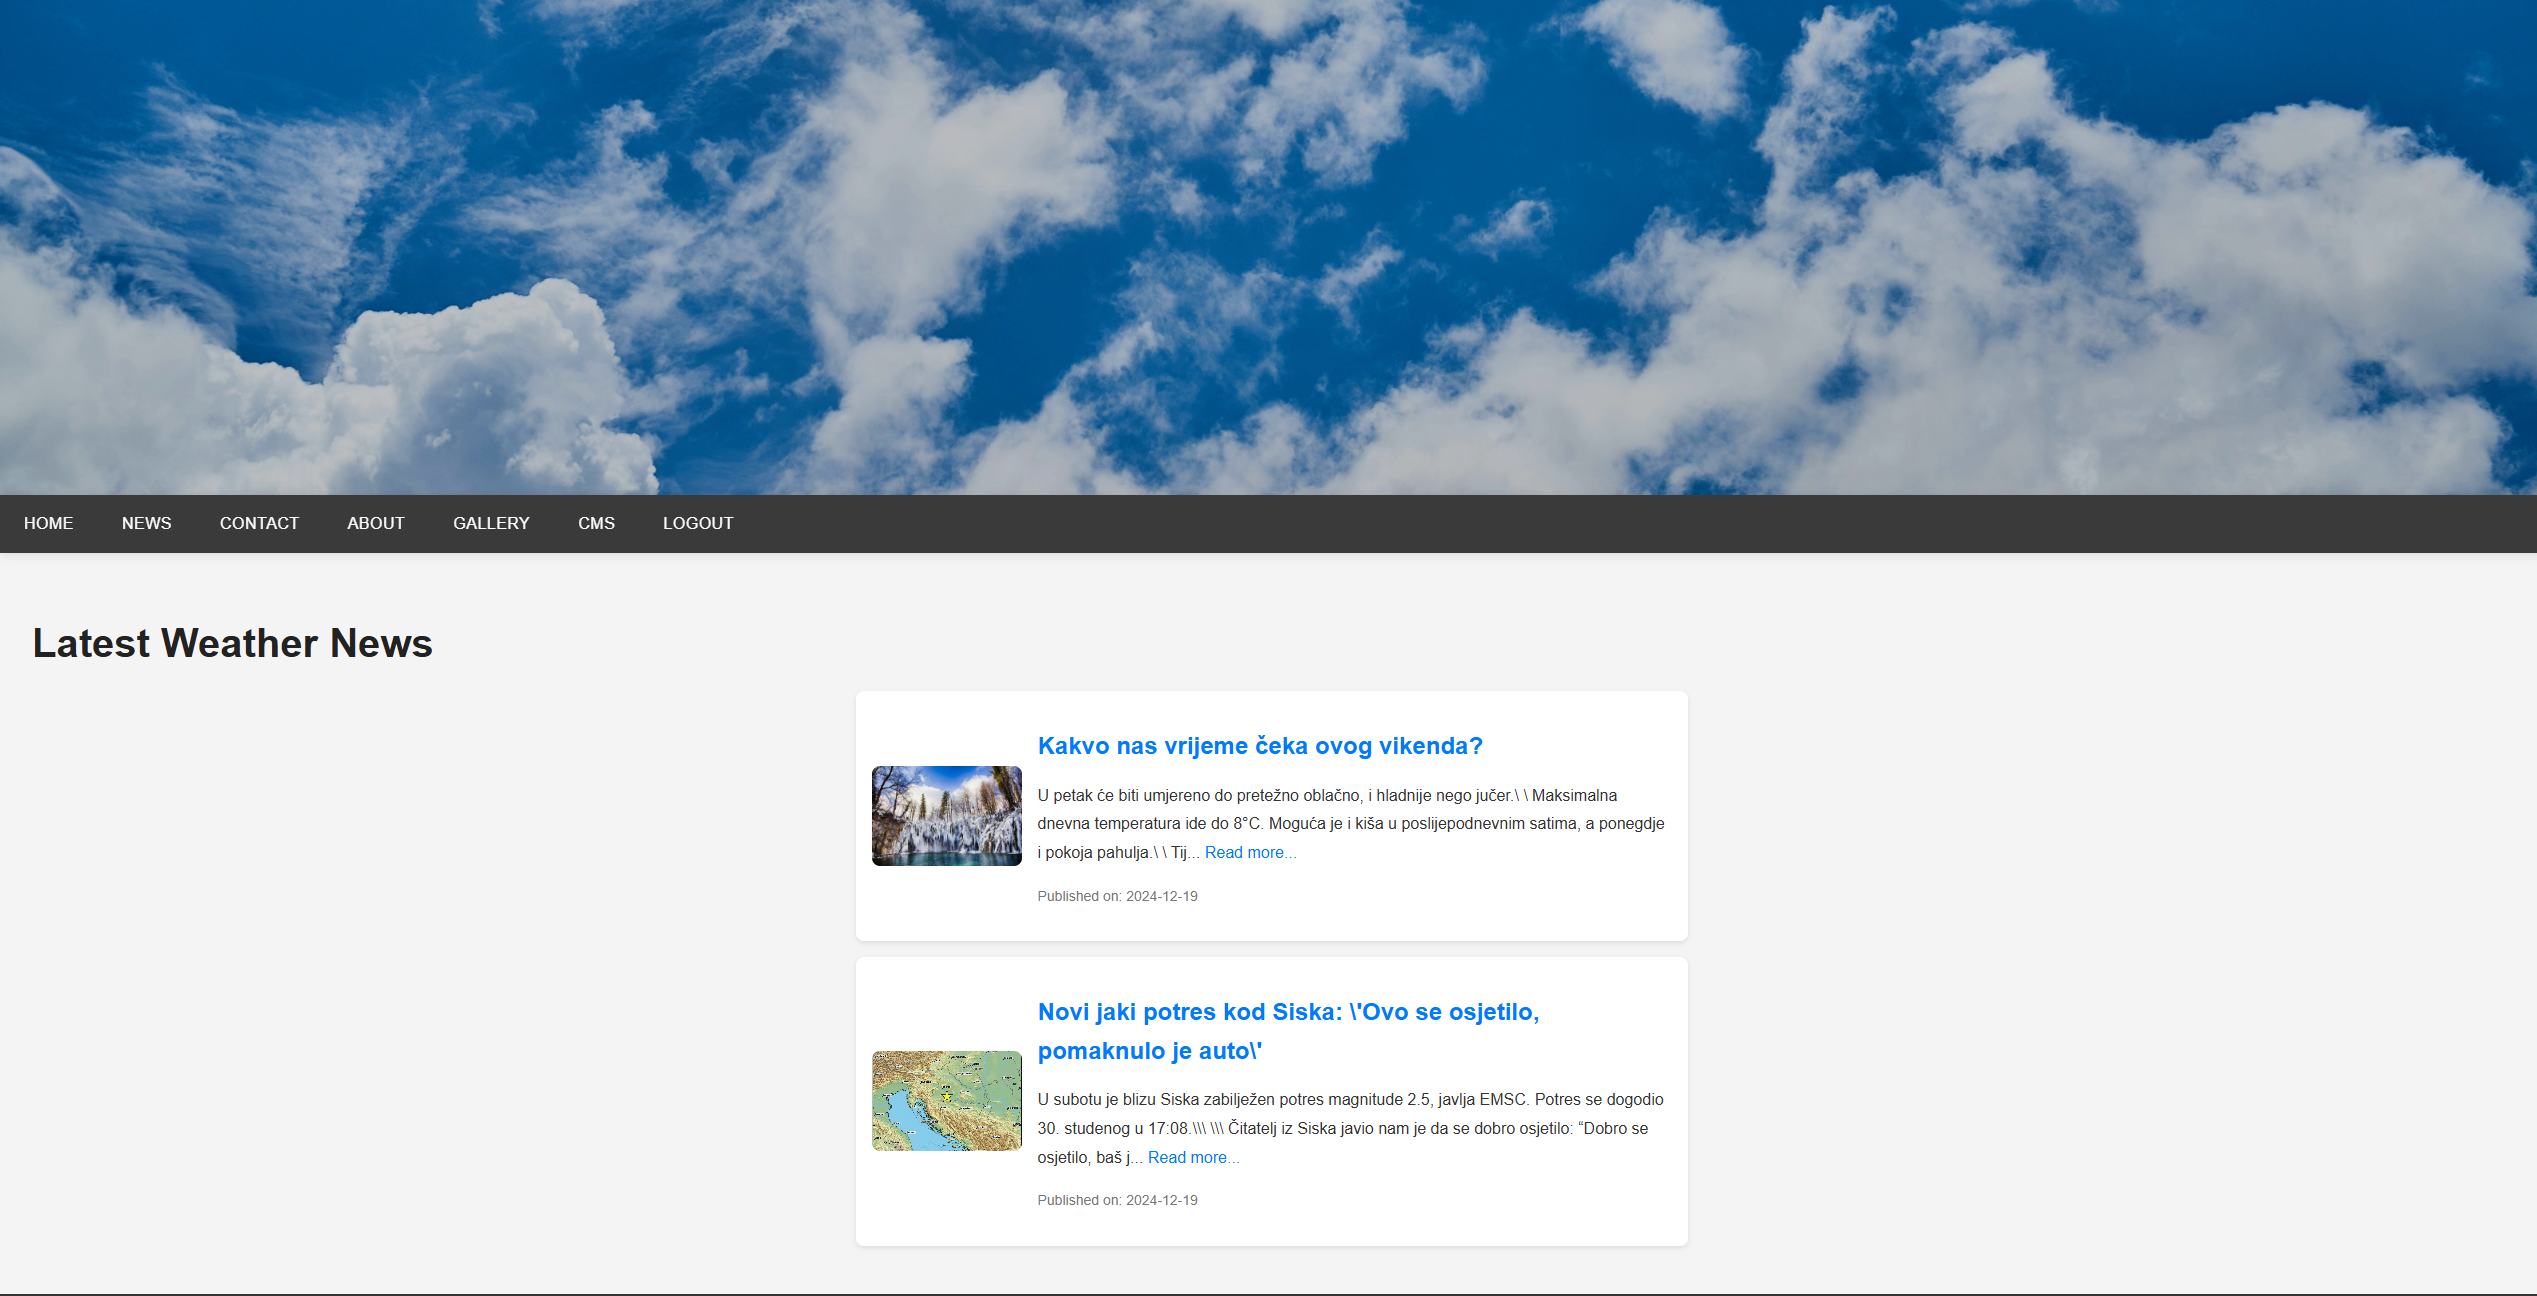 HOME NEWS CONTACT ABOUT GALLERY CMS LOGOUT
Latest Weather News
Kakvo nas vrijeme čeka ovog vikenda?
U petak će biti umjereno do pretežno oblačno, i hladnije nego jučer.\ \ Maksimalna
dnevna temperatura ide do 8°C. Moguća je i kiša u poslijepodnevnim satima, a ponegdje
i pokoja pahulja.\ \ Tij... Read more...
Published on: 2024-12-19
Novi jaki potres kod Siska: \'Ovo se osjetilo,
pomaknulo je auto\'
U subotu je blizu Siska zabilježen potres magnitude 2.5, javlja EMSC. Potres se dogodio
30. studenog u 17:08.\\\ \\\ Čitatelj iz Siska javio nam je da se dobro osjetilo: “Dobro se
osjetilo, baš j... Read more...
Published on: 2024-12-19